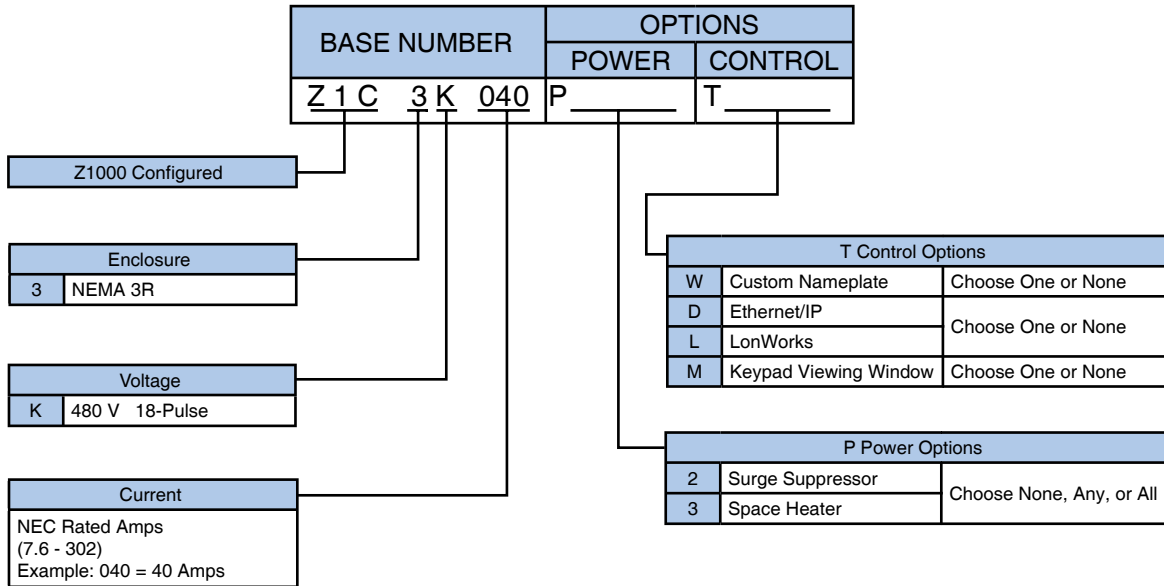 BASE NUMBER
OPTIONS
POWER
CONTROL
Z 1 C 3 K 040 P T
Z1000 Configured
Enclosure
3 NEMA 3R
Voltage
K 480 V 18-Pulse
Current
NEC Rated Amps
(7.6 - 302)
Example: 040 = 40 Amps
T Control Options
W Custom Nameplate Choose One or None
D Ethernet/IP
Choose One or None
L LonWorks
M Keypad Viewing Window Choose One or None
P Power Options
2 Surge Suppressor
Choose None, Any, or All
3 Space Heater